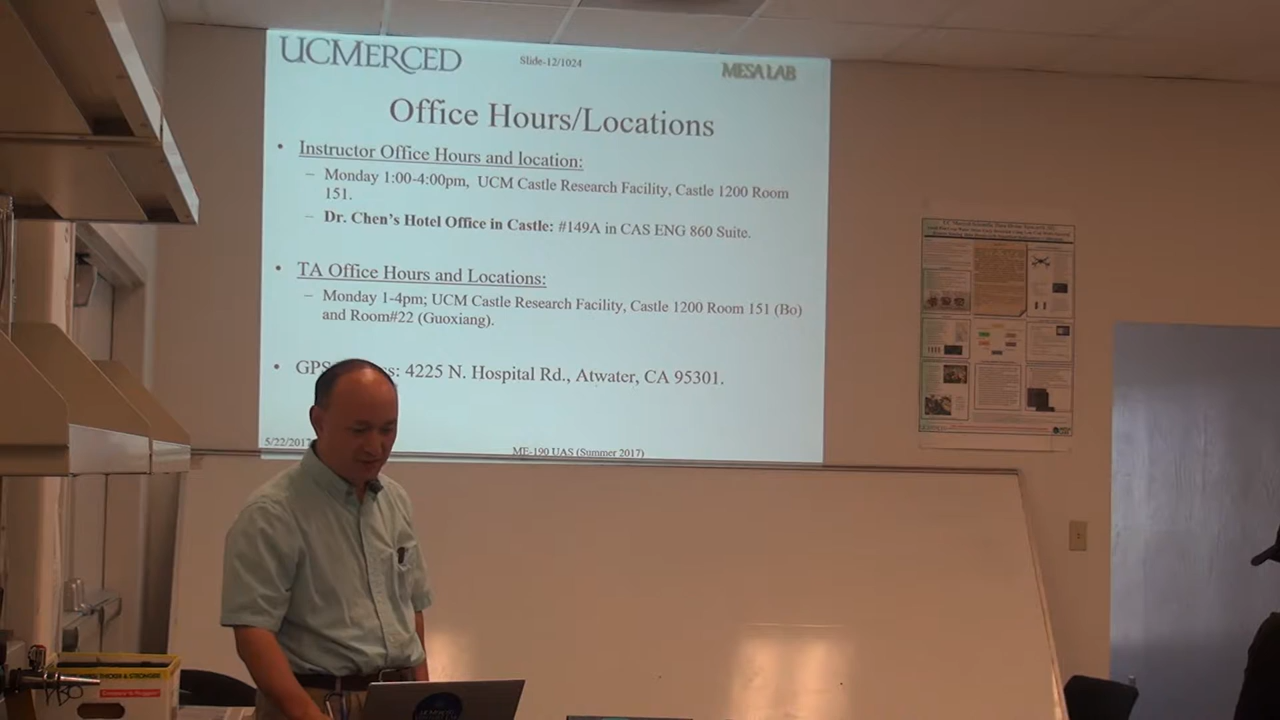 UCMERCED
Slide-12/1024
MESA LAB
Office Hours/Locations
• Instructor Office Hours and location:
– Monday 1:00-4:00pm, UCM Castle Research Facility, Castle 1200 Room
151.
– Dr. Chen's Hotel Office in Castle: #149A in CAS ENG 860 Suite.
• TA Office Hours and Locations:
– Monday 1-4pm; UCM Castle Research Facility, Castle 1200 Room 151 (Bo)
and Room#22 (Guoxiang).
• GPS : 4225 N. Hospital Rd., Atwater, CA 95301.
5/22/2017
ME-190 UAS (Summer 2017)
& STRONGER